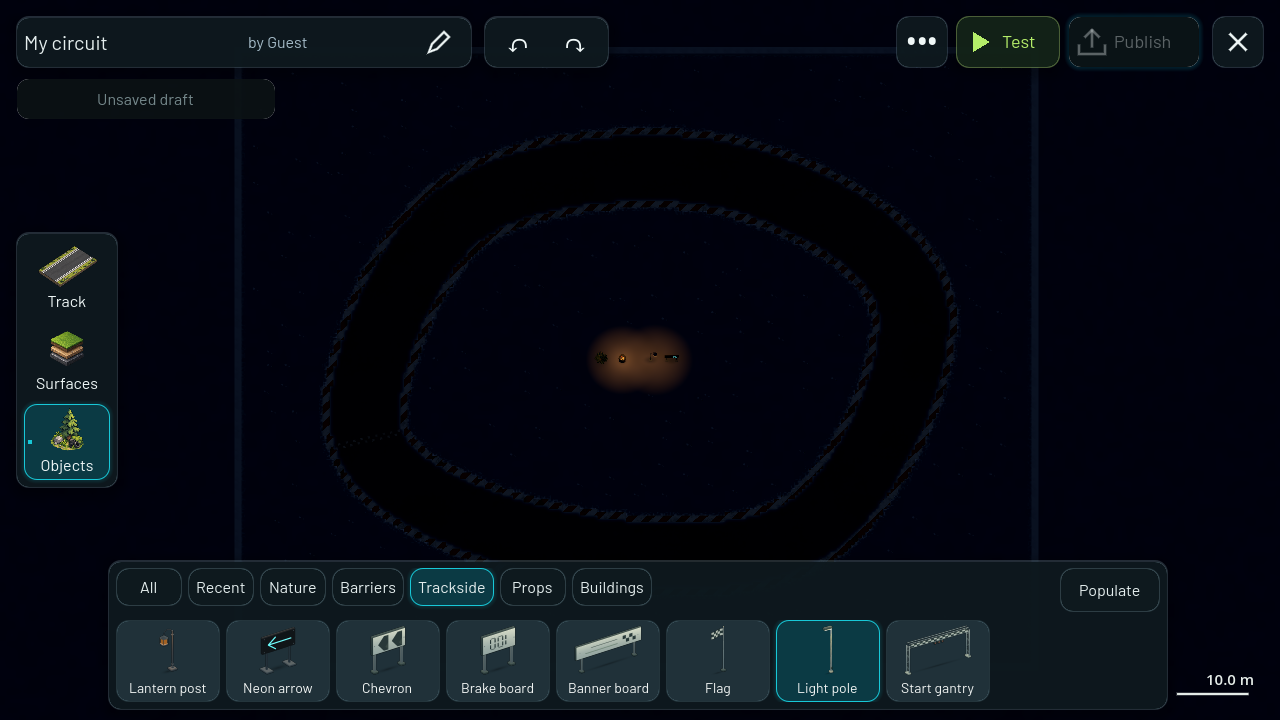 My circuit
by Guest
Test
Publish
Unsaved draft
Track
Surfaces
Objects
All
Recent
Nature
Barriers
Trackside
Props
Buildings
Populate
001
Lantern post
Neon arrow
Chevron
Brake board
Banner board
Flag
Light pole
Start gantry
10.0 m